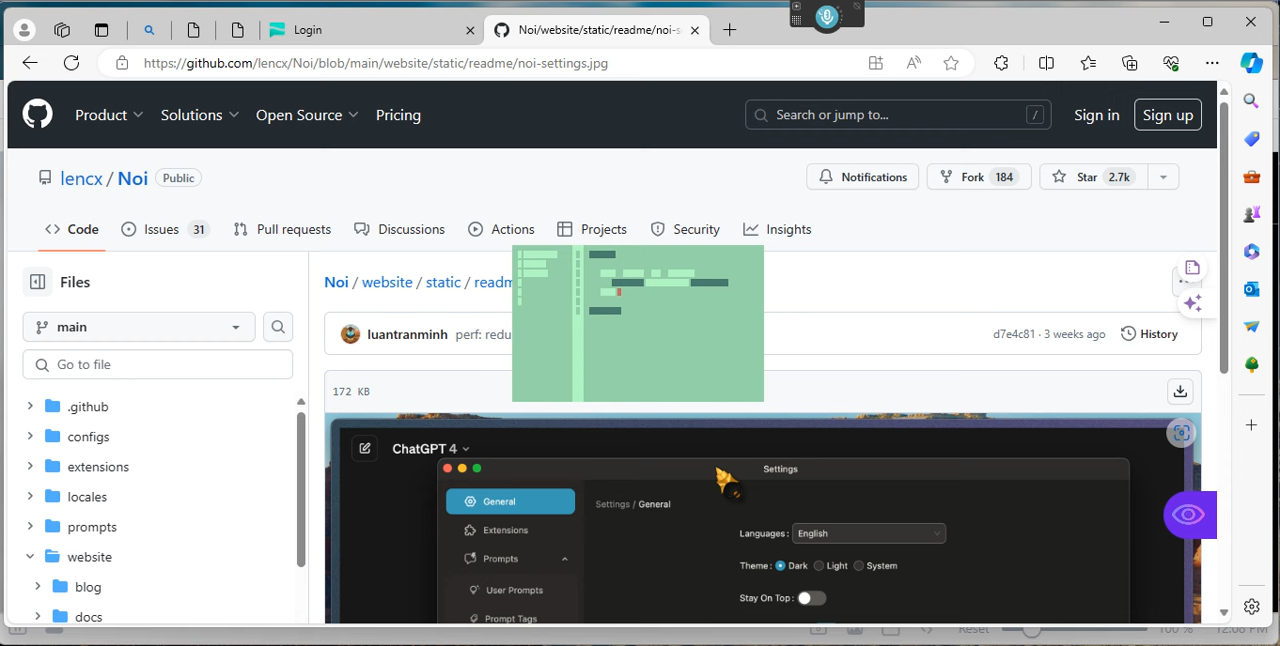 Login
Noi/website/static/readme/noi-s
https://github.com/lencx/Noi/blob/main/website/static/readme/noi-settings.jpg
Product
Solutions
Open Source
Pricing
Search or jump to...
/
Sign in
Sign up
lencx / Noi
Public
Notifications
Fork 184
Star 2.7k
Code
Issues 31
Pull requests
Discussions
Actions
Projects
Security
Insights
Files
Noi / website / static / readm
main
luantranminh perf: redu
d7e4c81 · 3 weeks ago
History
Go to file
172 KB
.github
configs
extensions
locales
prompts
website
blog
docs
ChatGPT 4
Settings
General
Settings / General
Extensions
Languages: English
Prompts
Theme: Dark Light System
User Prompts
Stay On Top:
Prompt Tags
Reset
100 %
12:06 PM